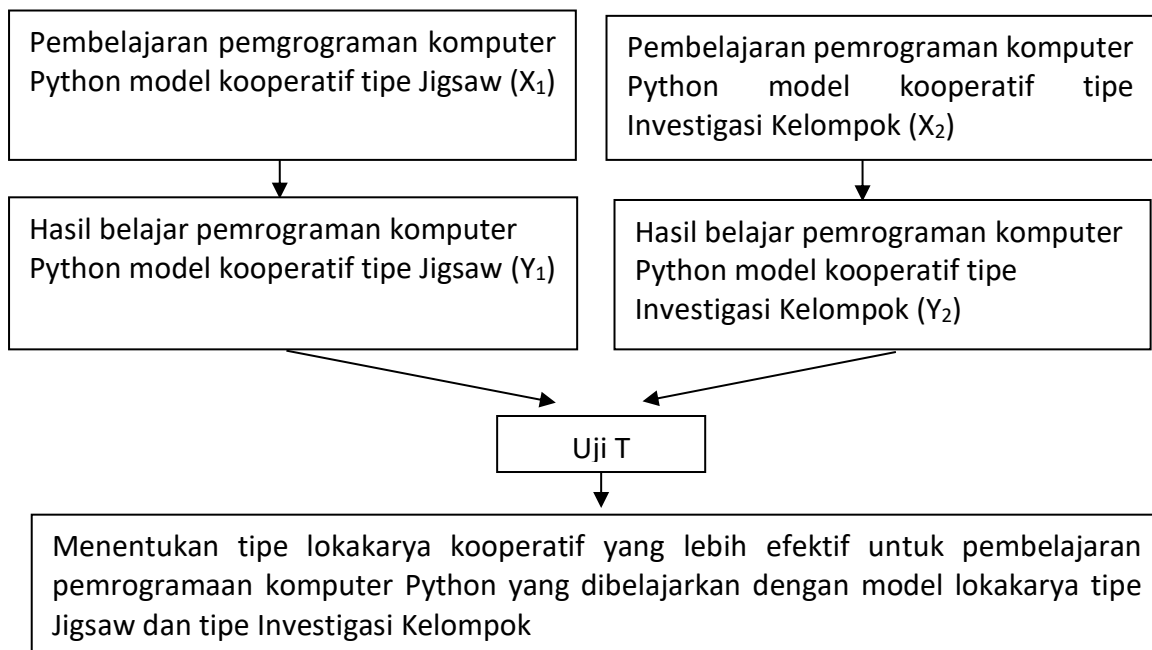 Pembelajaran pemgrograman komputer
Python model kooperatif tipe Jigsaw (X₁)
Pembelajaran pemrograman komputer
Python model kooperatif tipe
Investigasi Kelompok (X₂)
Hasil belajar pemrograman komputer
Python model kooperatif tipe Jigsaw (Y₁)
Hasil belajar pemrograman komputer
Python model kooperatif tipe
Investigasi Kelompok (Y₂)
Uji T
Menentukan tipe lokakarya kooperatif yang lebih efektif untuk pembelajaran
pemrogramaan komputer Python yang dibelajarkan dengan model lokakarya tipe
Jigsaw dan tipe Investigasi Kelompok